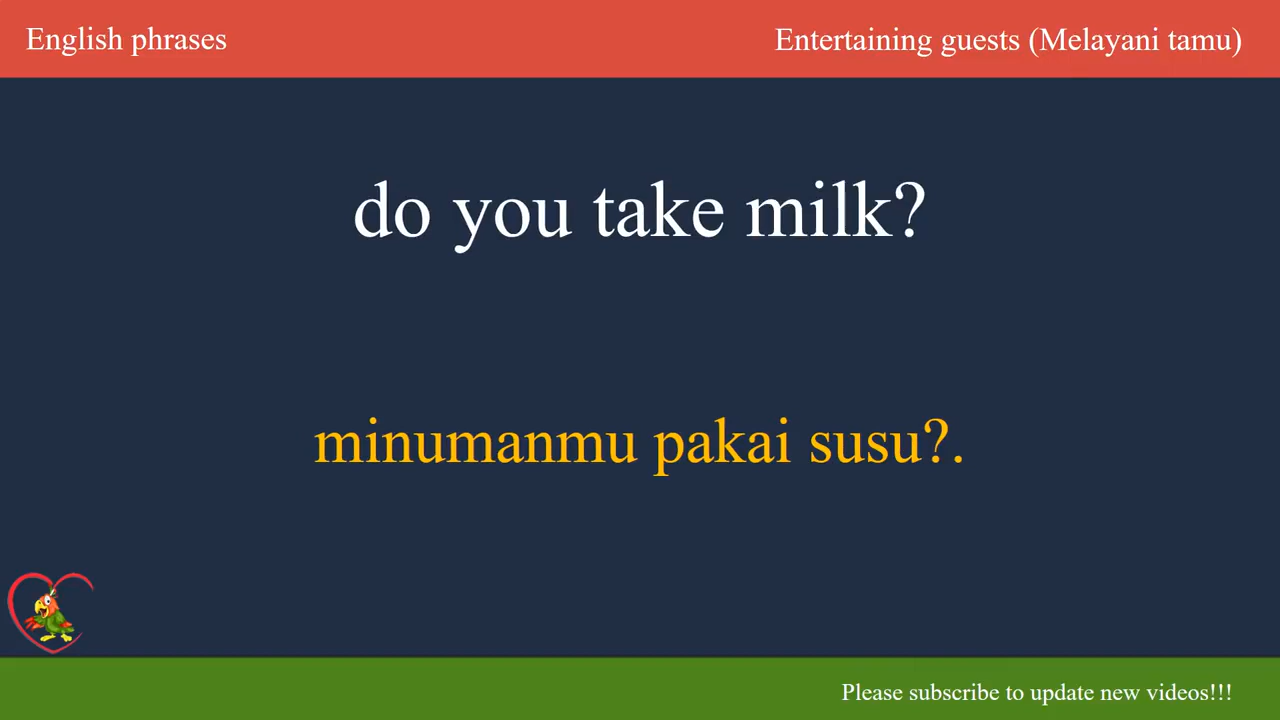 English phrases
Entertaining guests (Melayani tamu)
do you take milk?
minumanmu pakai susu?.
Please subscribe to update new videos!!!